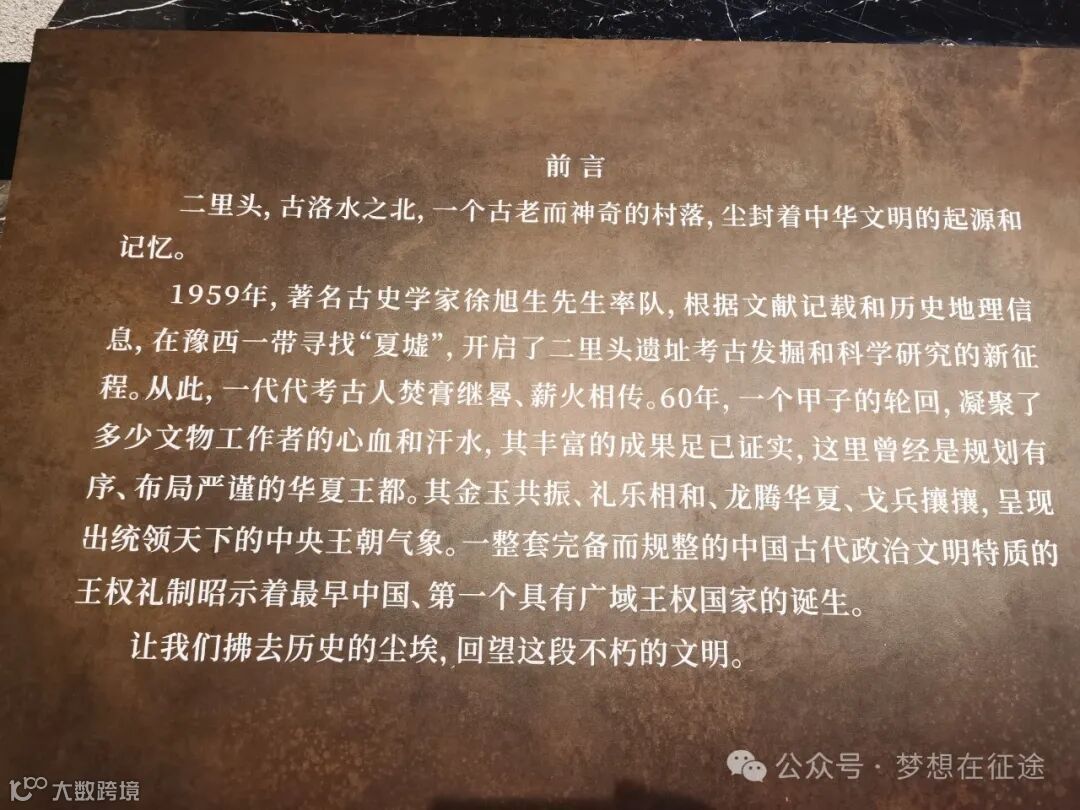 前言
二里头,古洛水之北,一个古老而神奇的村落,尘封着中华文明的起源和
记忆。
1959年,著名古史学家徐旭生先生率队,根据文献记载和历史地理信
息,在豫西一带寻找“夏墟”,开启了二里头遗址考古发掘和科学研究的新征
程。从此,一代代考古人焚膏继晷、薪火相传。60年,一个甲子的轮回,凝聚了
多少文物工作者的心血和汗水,其丰富的成果足已证实,这里曾经是规划有
序、布局严谨的华夏王都。其金玉共振、礼乐相和、龙腾华夏、戈兵攘攘,呈现
出统领天下的中央王朝气象。一整套完备而规整的中国古代政治文明特质的
王权礼制昭示着最早中国、第一个具有广域王权国家的诞生。
让我们拂去历史的尘埃,回望这段不朽的文明。
公众号·梦想在征途
大数跨境